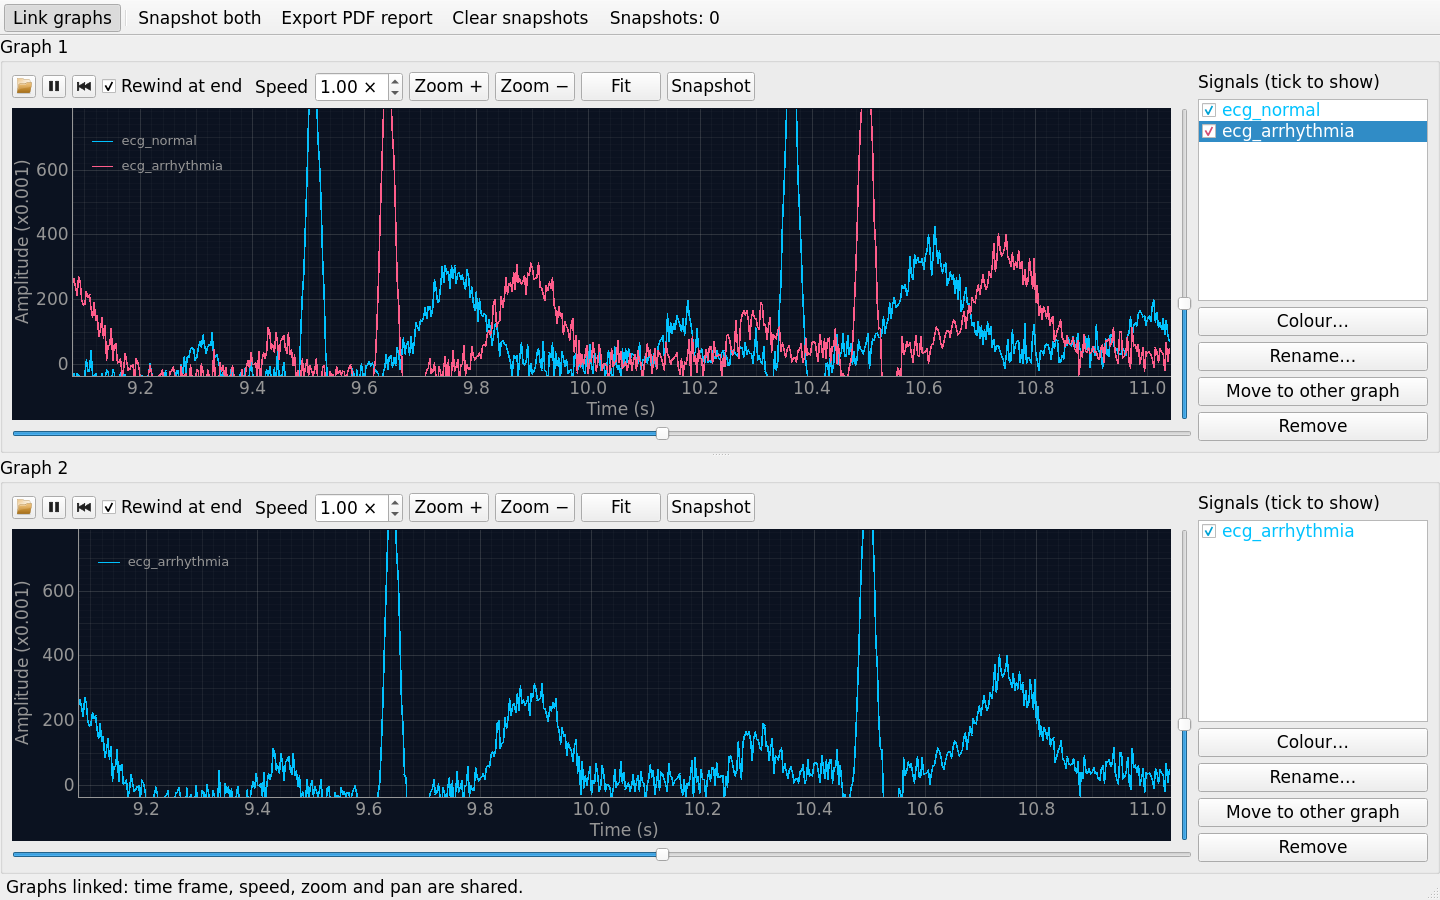 Link graphs Snapshot both Export PDF report Clear snapshots Snapshots: 0
Graph 1
Rewind at end Speed 1.00 × Zoom + Zoom − Fit Snapshot
Signals (tick to show)
ecg_normal
ecg_arrhythmia
ecg_normal
ecg_arrhythmia
Amplitude (x0.001)
600
400
200
0
9.2 9.4 9.6 9.8 10.0 10.2 10.4 10.6 10.8 11.0
Time (s)
Colour...
Rename...
Move to other graph
Remove
Graph 2
Rewind at end Speed 1.00 × Zoom + Zoom − Fit Snapshot
Signals (tick to show)
ecg_arrhythmia
ecg_arrhythmia
Amplitude (x0.001)
600
400
200
0
9.2 9.4 9.6 9.8 10.0 10.2 10.4 10.6 10.8 11.0
Time (s)
Colour...
Rename...
Move to other graph
Remove
Graphs linked: time frame, speed, zoom and pan are shared.